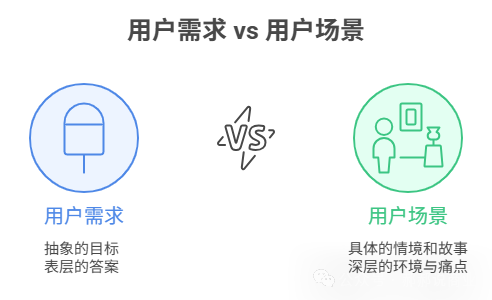 用户需求 vs 用户场景
VS
用户需求
用户场景
抽象的目标
表层的答案
具体的情境和故事
深层的环境与痛点